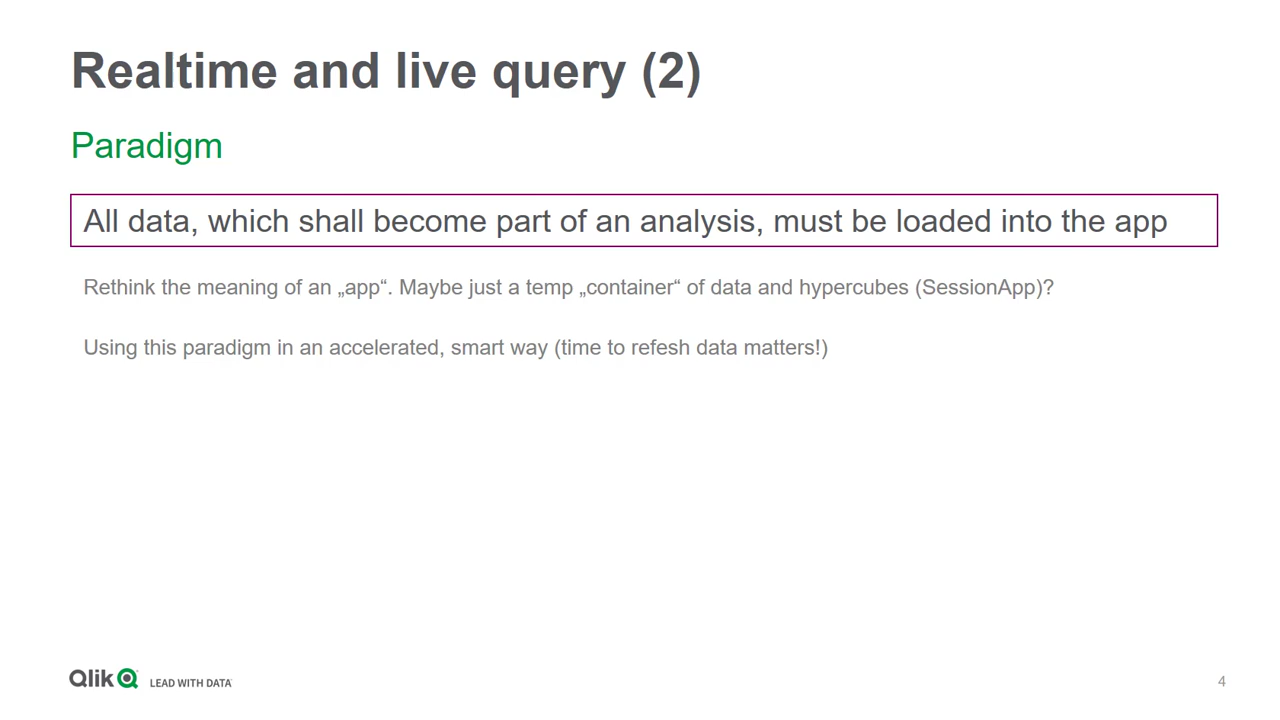 Realtime and live query (2)
Paradigm
All data, which shall become part of an analysis, must be loaded into the app
Rethink the meaning of an „app“. Maybe just a temp „container“ of data and hypercubes (SessionApp)?
Using this paradigm in an accelerated, smart way (time to refesh data matters!)
Qlik LEAD WITH DATA
4